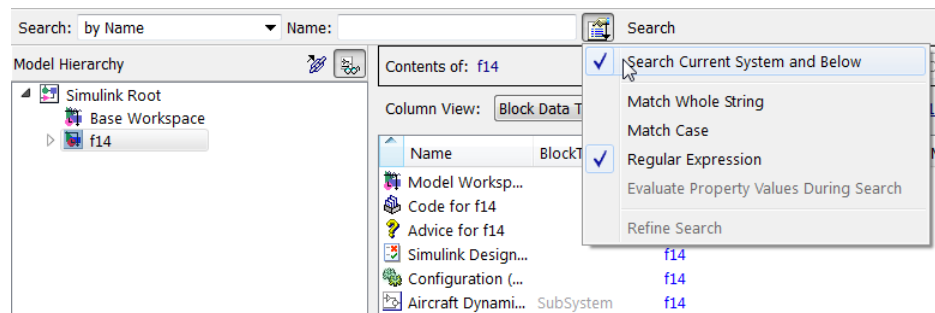 Search: by Name Name: Search
Model Hierarchy
Simulink Root
Base Workspace
f14
Contents of: f14
Column View: Block Data T
Name BlockT
Model Worksp...
Code for f14
Advice for f14
Simulink Design... f14
Configuration (... f14
Aircraft Dynami... SubSystem f14
Search Current System and Below
Match Whole String
Match Case
Regular Expression
Evaluate Property Values During Search
Refine Search